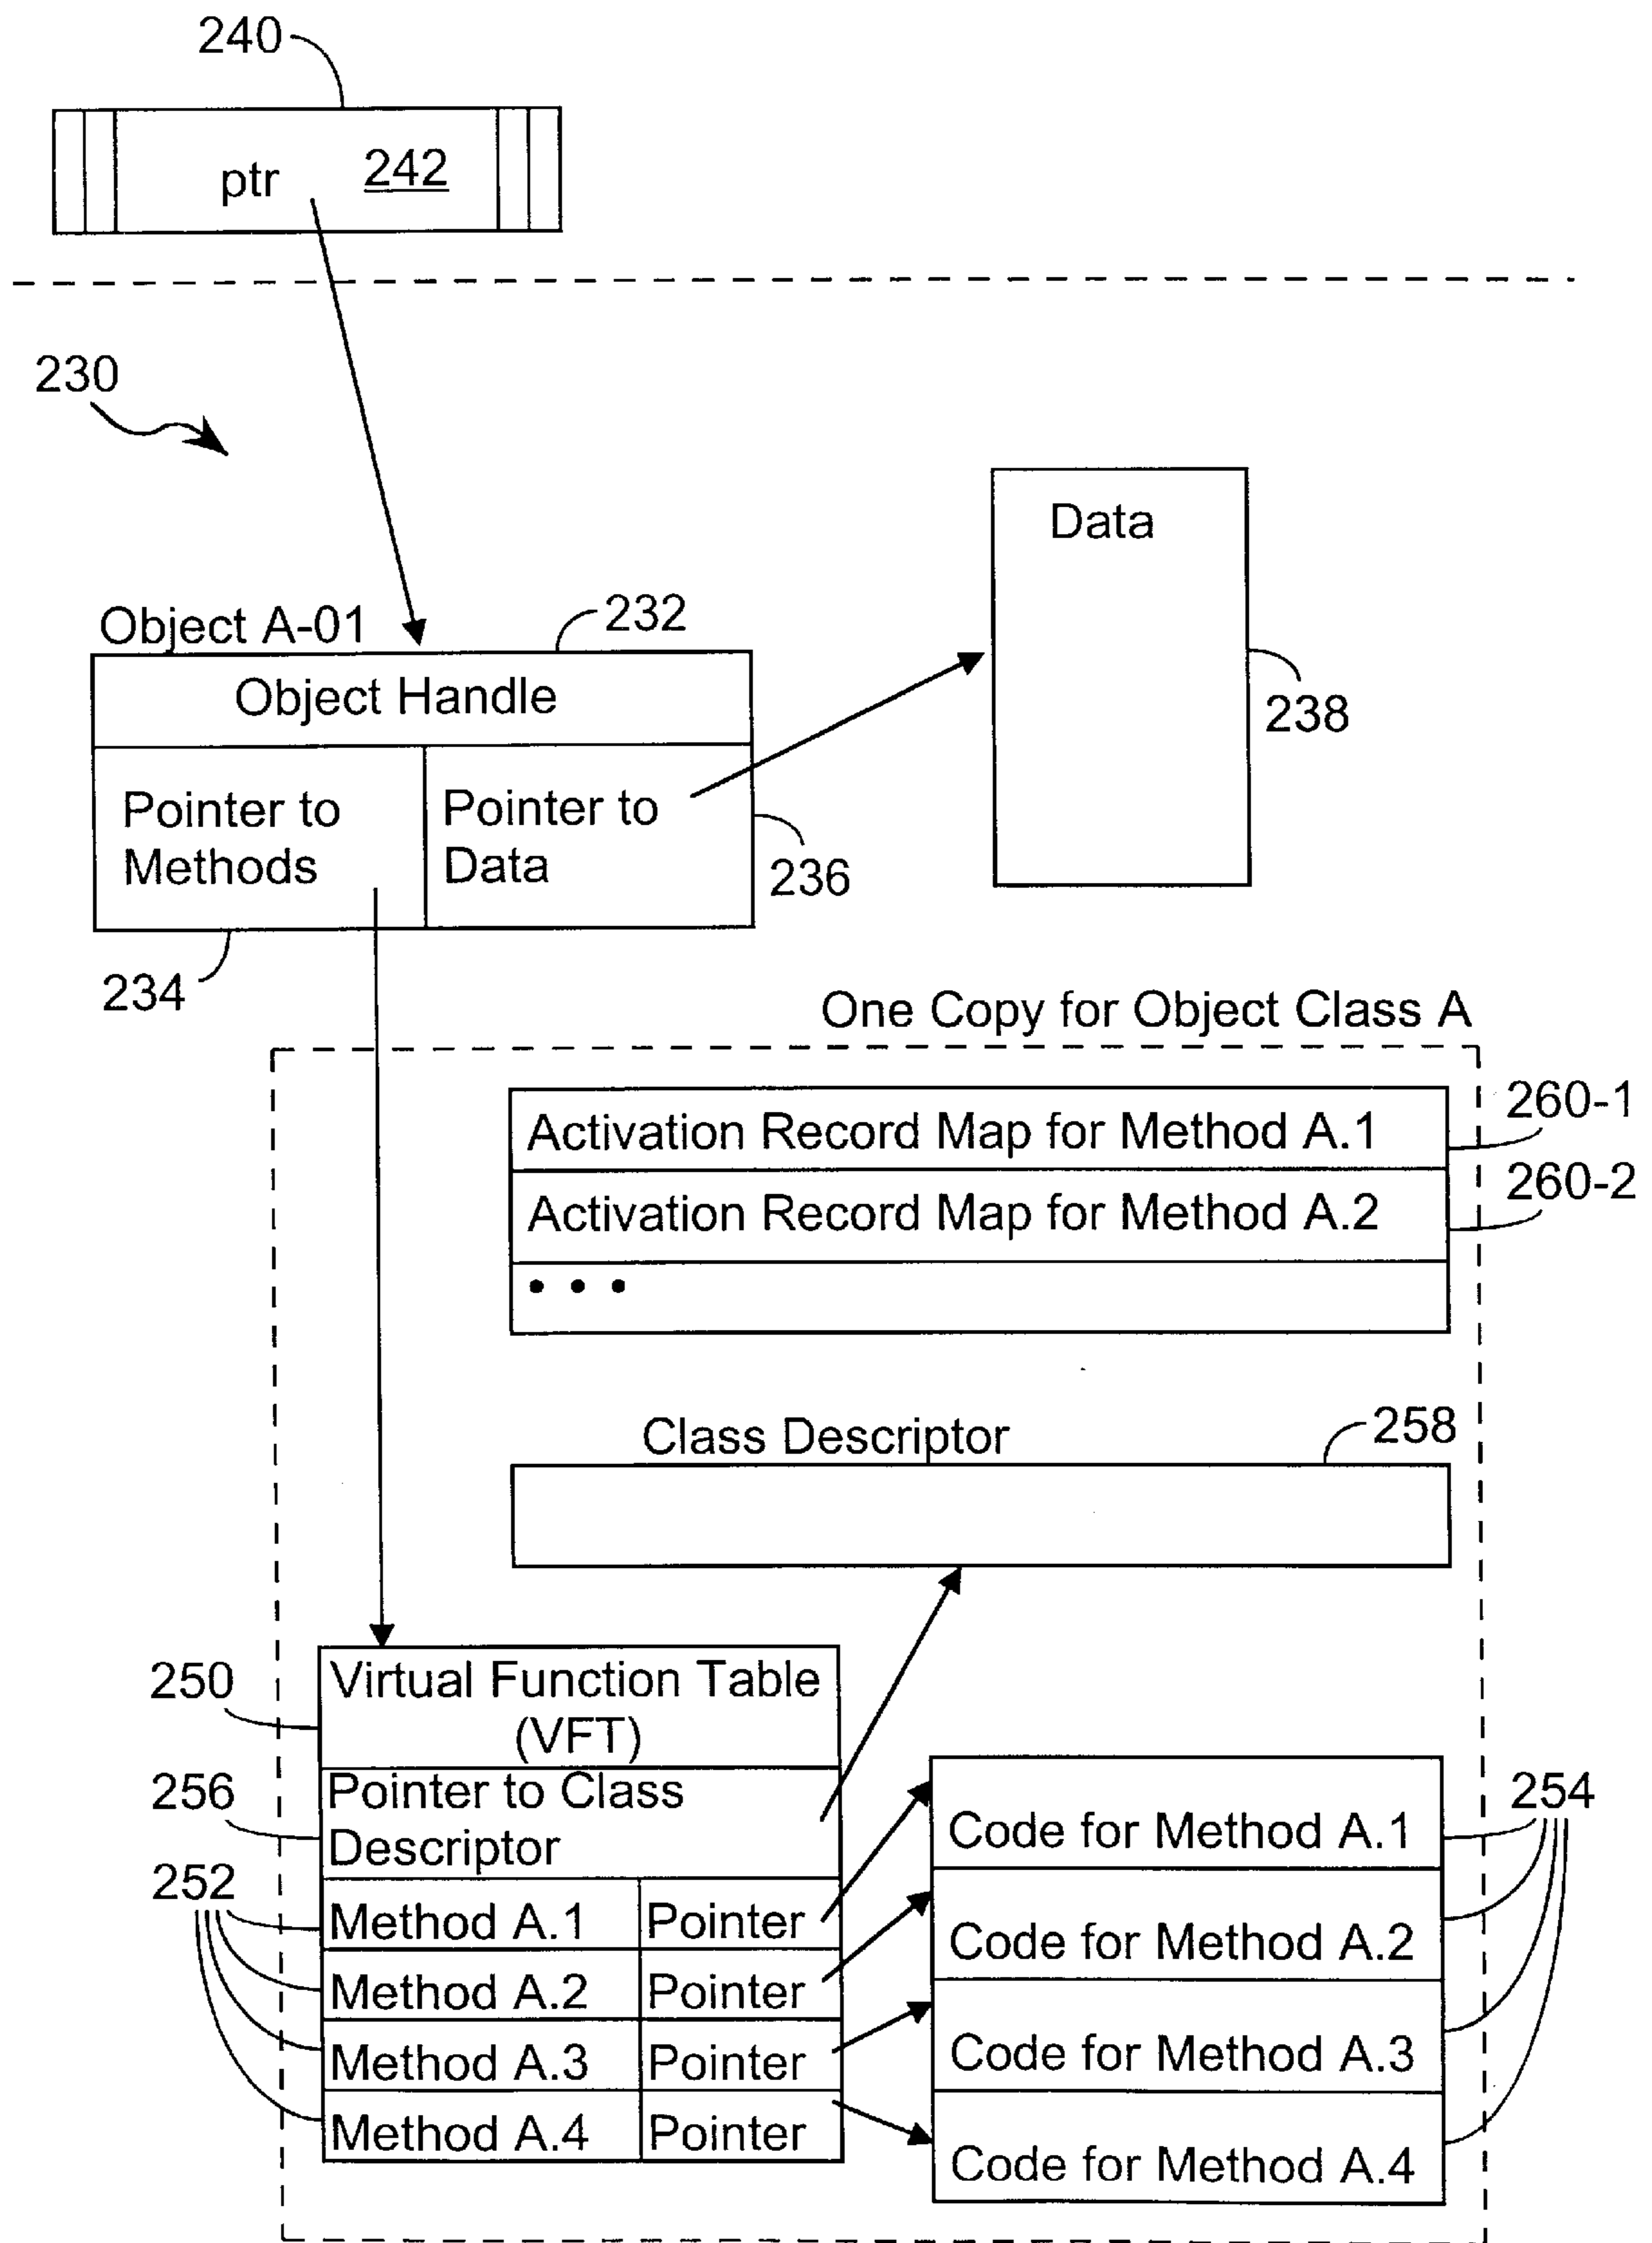 240
ptr 242
230
Data
Object A-01
232
Object Handle
238
Pointer to
Methods
Pointer to
Data
236
234
One Copy for Object Class A
260-1
Activation Record Map for Method A.1
260-2
Activation Record Map for Method A.2
• • •
Class Descriptor
258
250
Virtual Function Table
(VFT)
256
Pointer to Class
Descriptor
254
252
Method A.1 Pointer
Method A.2 Pointer
Method A.3 Pointer
Method A.4 Pointer
Code for Method A.1
Code for Method A.2
Code for Method A.3
Code for Method A.4